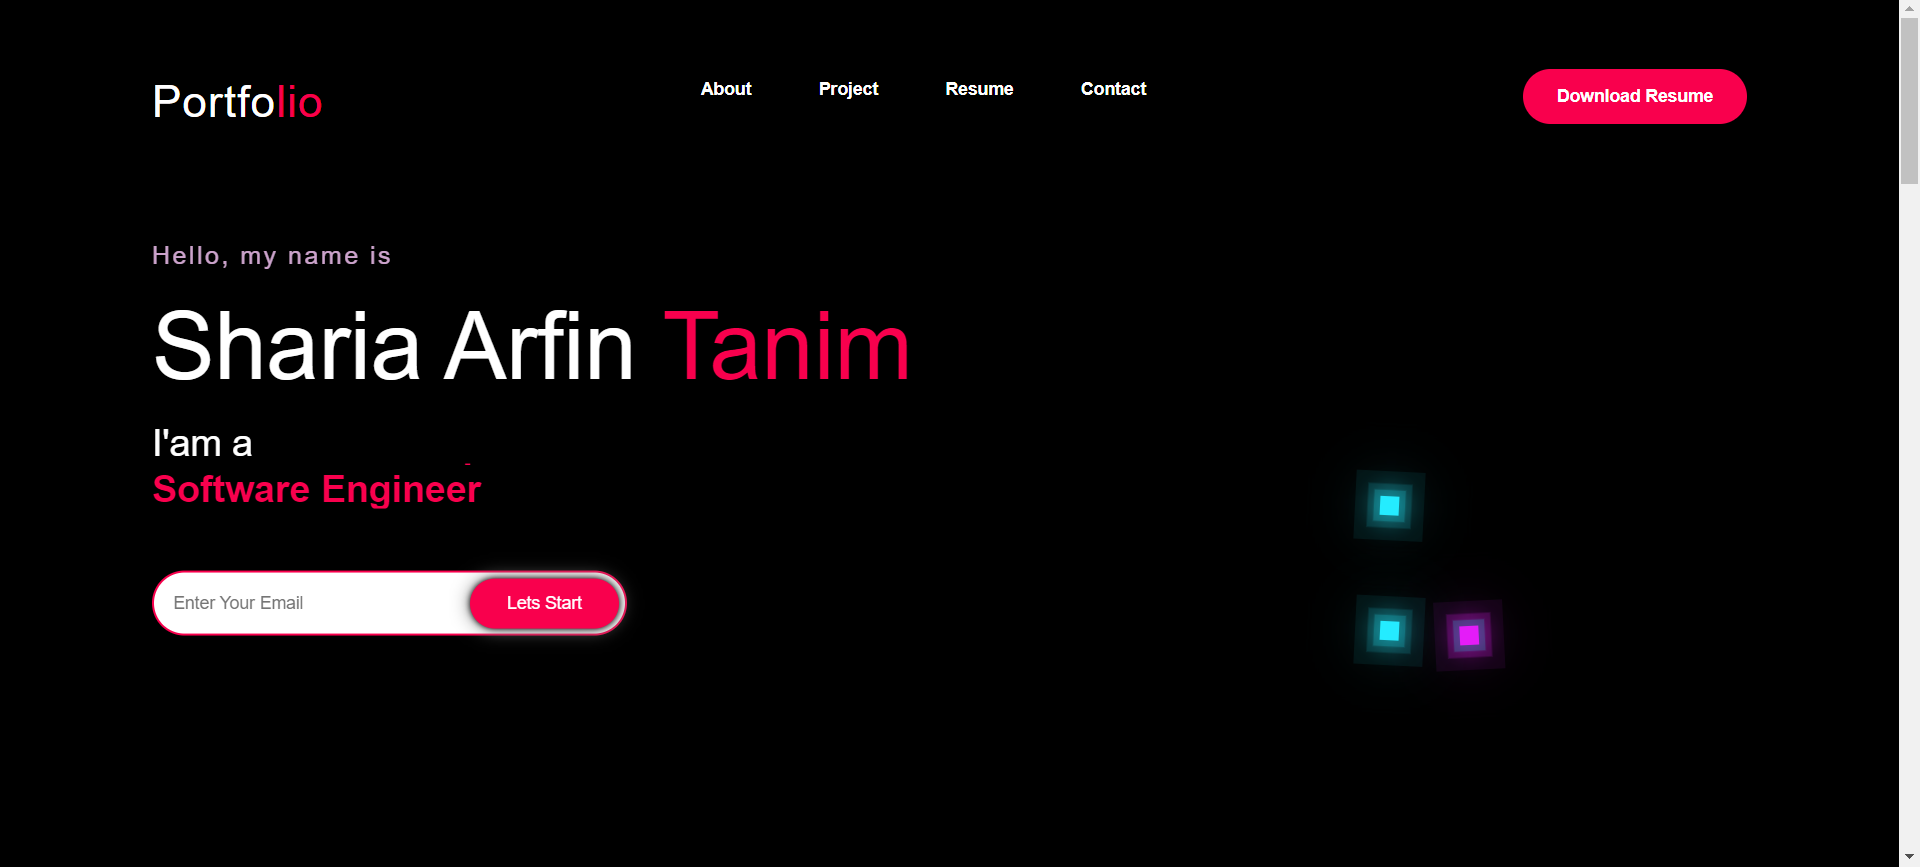 Portfolio
About
Project
Resume
Contact
Download Resume
Hello, my name is
Sharia Arfin Tanim
I'am a
Software Engineer
Enter Your Email
Lets Start